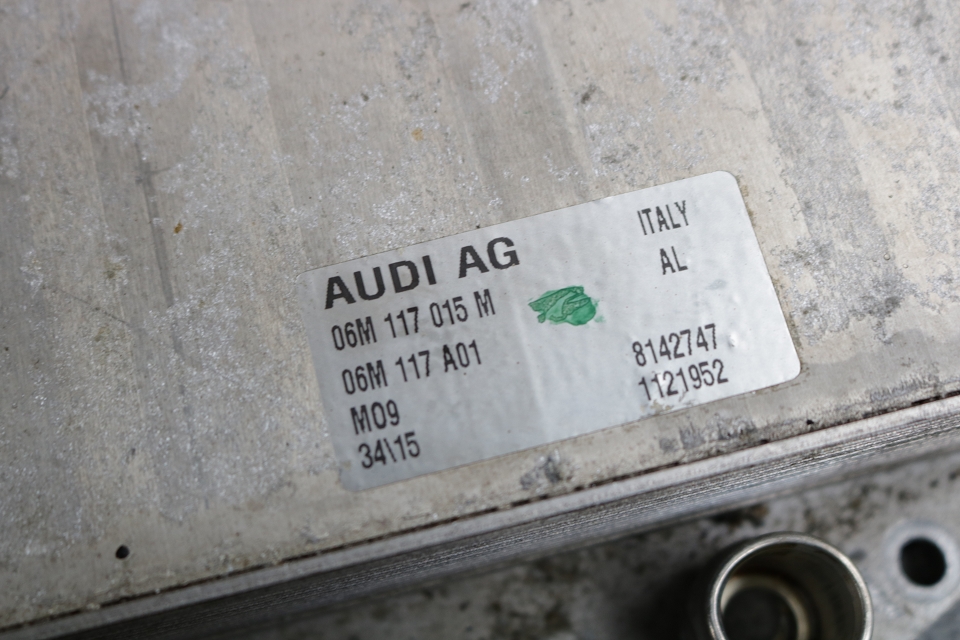 AUDI AG
06M 117 015 M
06M 117 A01
M09
34\15
ITALY
AL
8142747
1121952